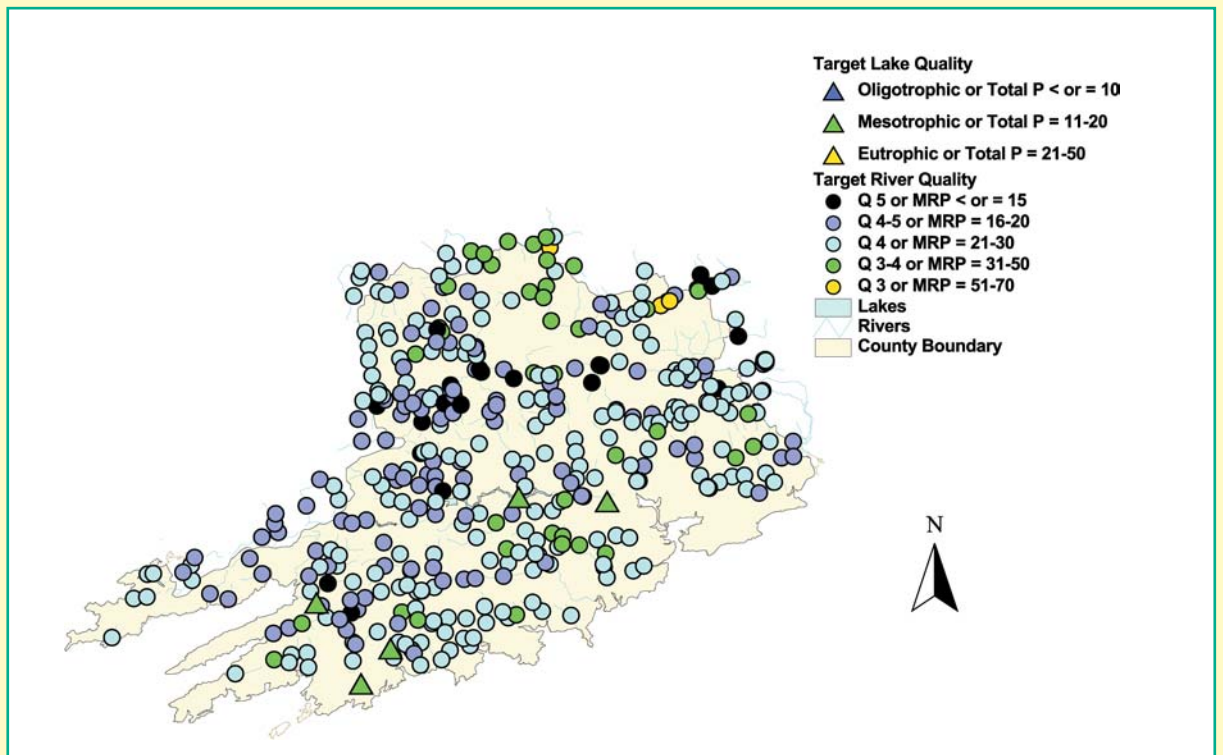 Target Lake Quality
Oligotrophic or Total P < or = 10
Mesotrophic or Total P = 11-20
Eutrophic or Total P = 21-50
Target River Quality
Q 5 or MRP < or = 15
Q 4-5 or MRP = 16-20
Q 4 or MRP = 21-30
Q 3-4 or MRP = 31-50
Q 3 or MRP = 51-70
Lakes
Rivers
County Boundary
N